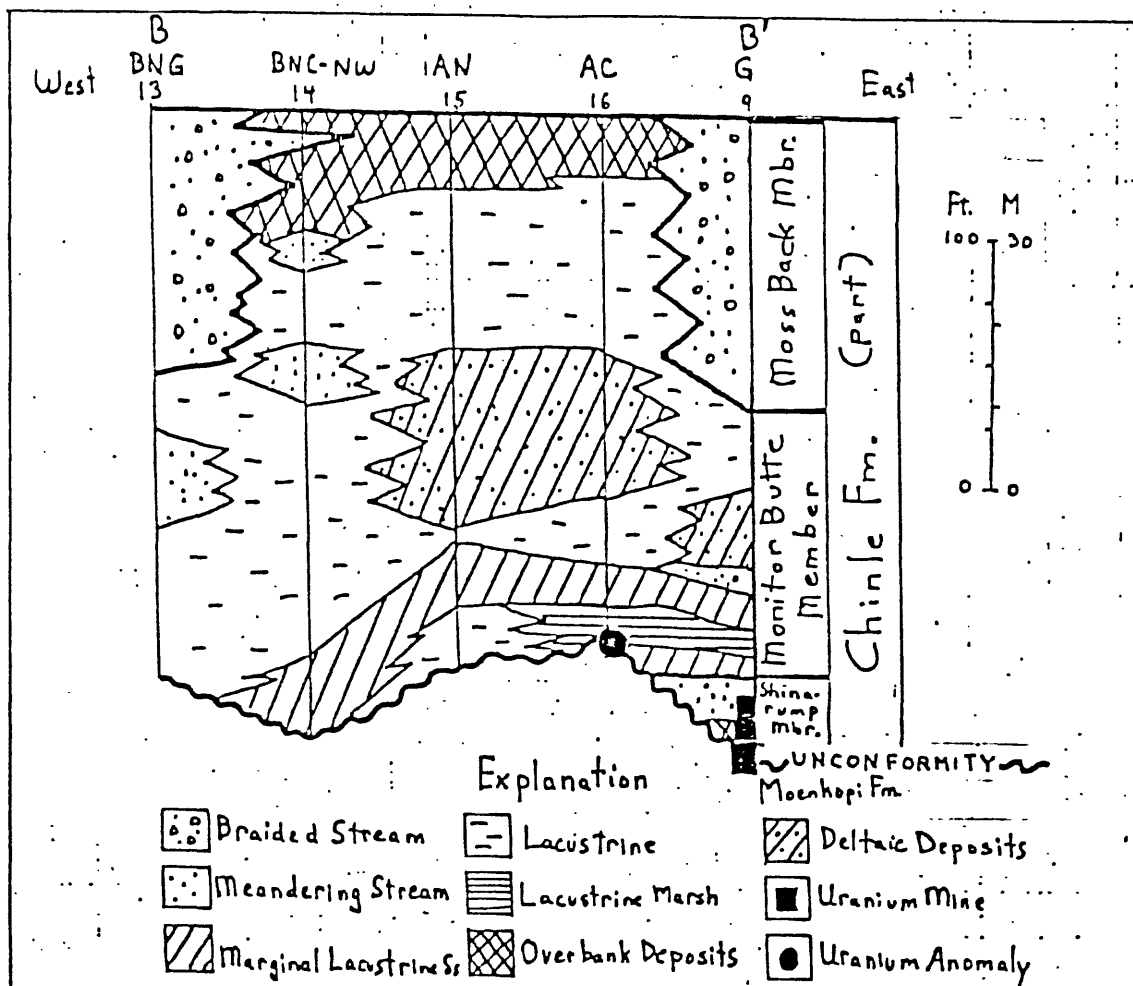 B B'
West BNG BNC-NW IAN AC G East
13 14 15 16 9
Moss Back Mbr.
Monitor Butte
Member
Shina-
rump
Mbr.
(part)
Chinle Fm.
Ft. M
100 30
0 0
UNCONFORMITY
Moenkopi Fm.
Explanation
Braided Stream
Lacustrine
Deltaic Deposits
Meandering Stream
Lacustrine Marsh
Uranium Mine
Marginal Lacustrine Ss
Overbank Deposits
Uranium Anomaly